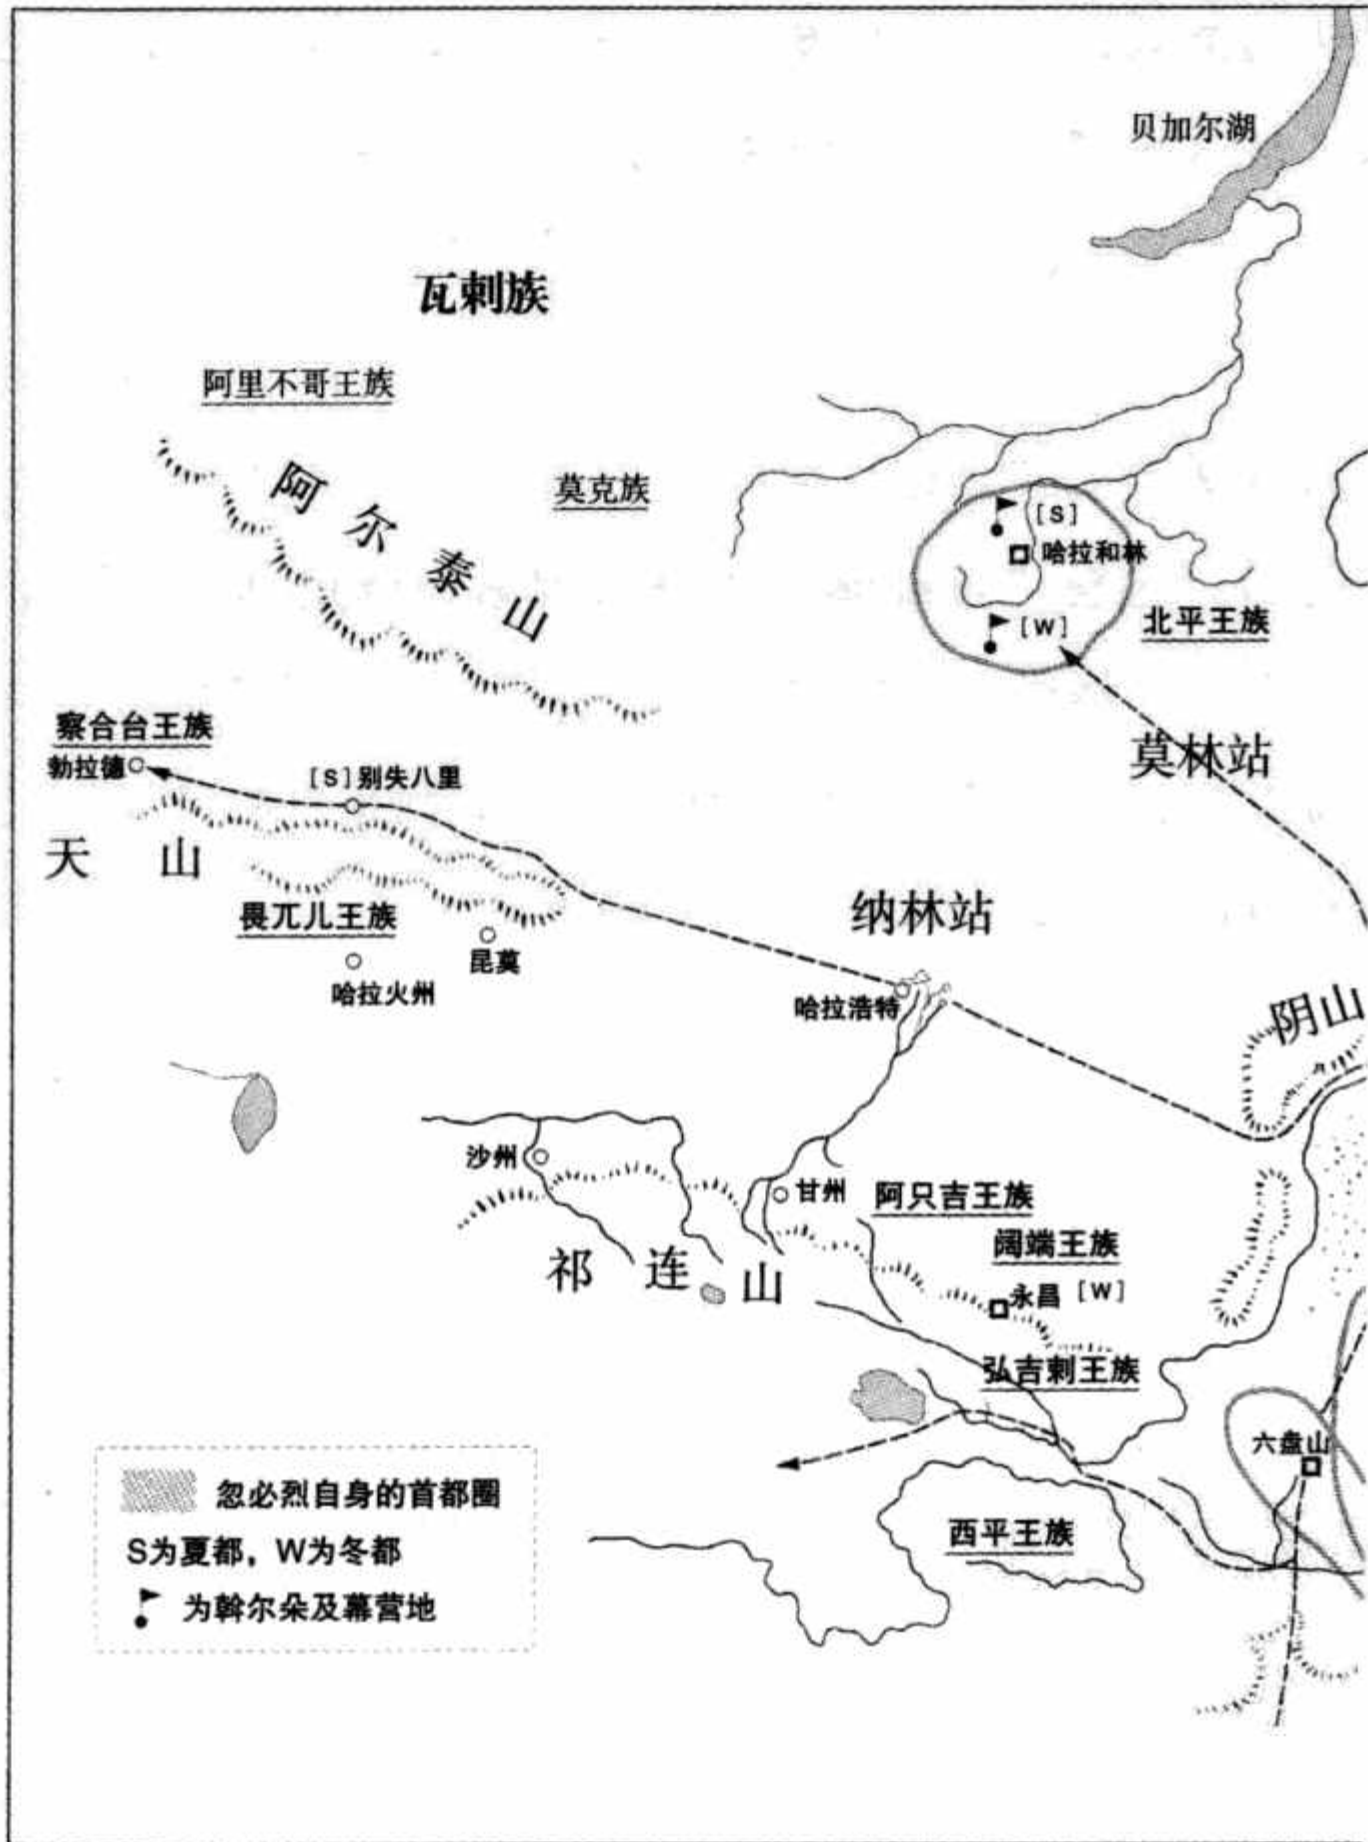 贝加尔湖
瓦剌族
阿里不哥王族
阿尔泰山
莫克族
[S]
哈拉和林
[W]
北平王族
莫林站
察合台王族
勃拉德
[S]别失八里
天山
畏兀儿王族
昆莫
哈拉火州
纳林站
哈拉浩特
阴山
沙州
甘州
阿只吉王族
阔端王族
永昌 [W]
祁连山
弘吉剌王族
六盘山
西平王族
忽必烈自身的首都圈
S为夏都，W为冬都
为斡尔朵及幕营地